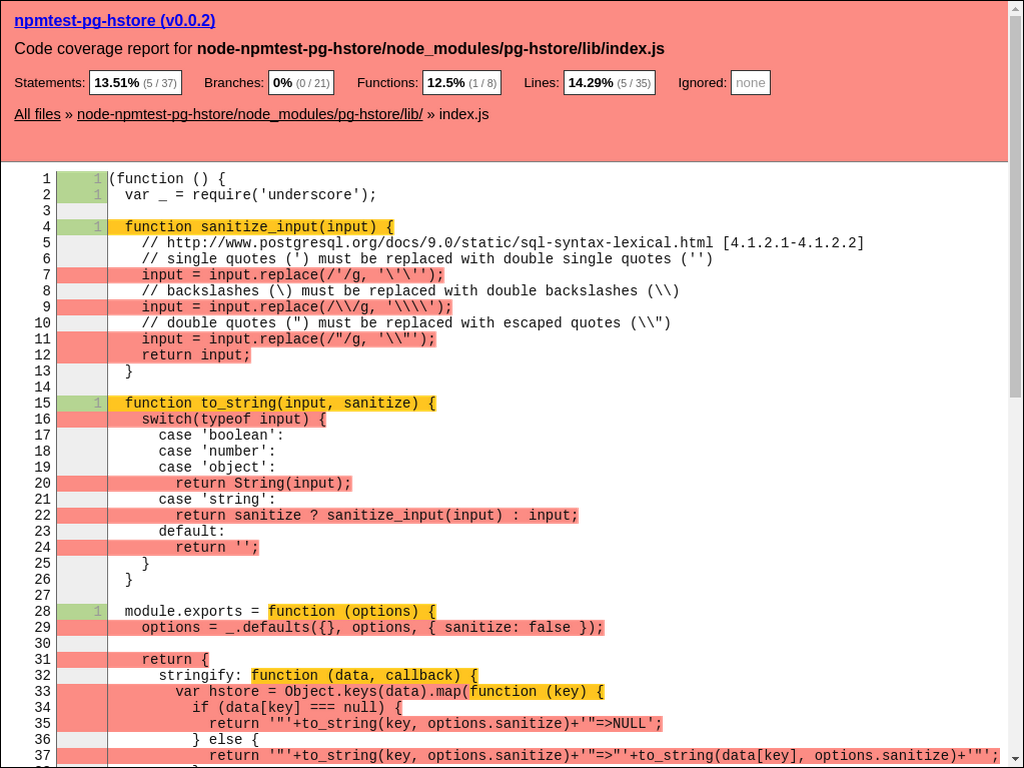 npmtest-pg-hstore (v0.0.2)
Code coverage report for node-npmtest-pg-hstore/node_modules/pg-hstore/lib/index.js
Statements: 13.51% (5 / 37) Branches: 0% (0 / 21) Functions: 12.5% (1 / 8) Lines: 14.29% (5 / 35) Ignored: none
All files » node-npmtest-pg-hstore/node_modules/pg-hstore/lib/ » index.js
1 1 (function () {
2 1 var _ = require('underscore');
3
4 1 function sanitize_input(input) {
5 // http://www.postgresql.org/docs/9.0/static/sql-syntax-lexical.html [4.1.2.1-4.1.2.2]
6 // single quotes (') must be replaced with double single quotes ('')
7 input = input.replace(/'/g, '\'\'');
8 // backslashes (\) must be replaced with double backslashes (\\)
9 input = input.replace(/\\/g, '\\\\');
10 // double quotes (") must be replaced with escaped quotes (\\")
11 input = input.replace(/"/g, '\\"');
12 return input;
13 }
14
15 1 function to_string(input, sanitize) {
16 switch(typeof input) {
17 case 'boolean':
18 case 'number':
19 case 'object':
20 return String(input);
21 case 'string':
22 return sanitize ? sanitize_input(input) : input;
23 default:
24 return '';
25 }
26 }
27
28 1 module.exports = function (options) {
29 options = _.defaults({}, options, { sanitize: false });
30
31 return {
32 stringify: function (data, callback) {
33 var hstore = Object.keys(data).map(function (key) {
34 if (data[key] === null) {
35 return '"'+to_string(key, options.sanitize)+'"=>NULL';
36 } else {
37 return '"'+to_string(key, options.sanitize)+'"=>"'+to_string(data[key], options.sanitize)+'"';